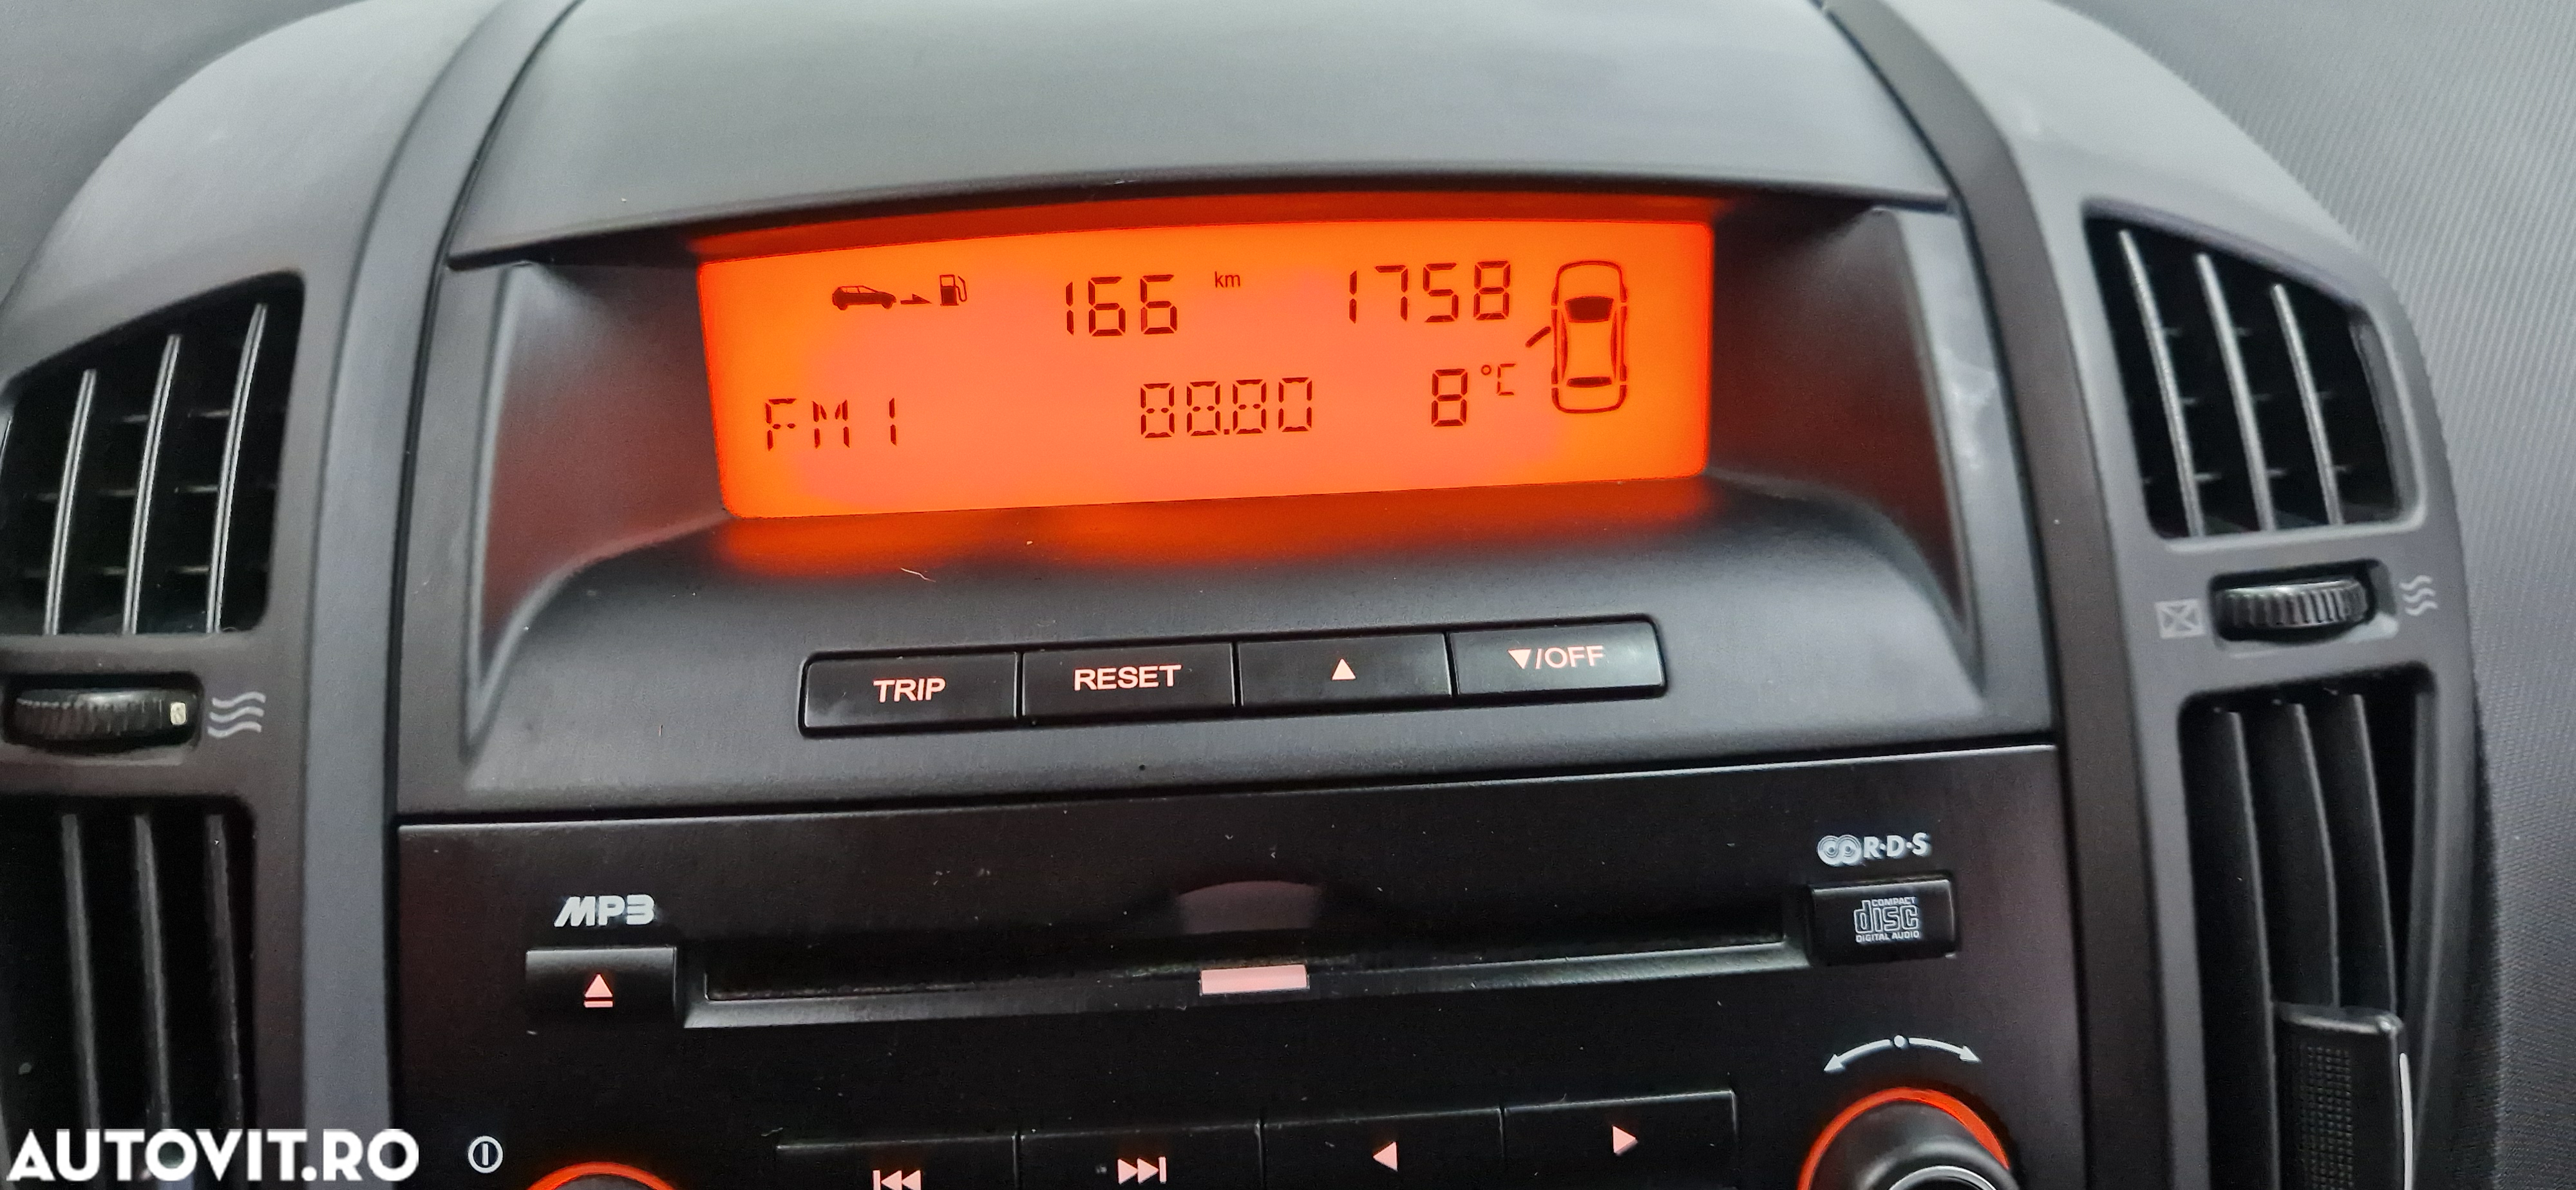 166 km 1758
FM1 88.80 8°C
TRIP RESET ▲ ▼/OFF
R·D·S
MP3
COMPACT
disc
DIGITAL AUDIO
AUTOVIT.RO